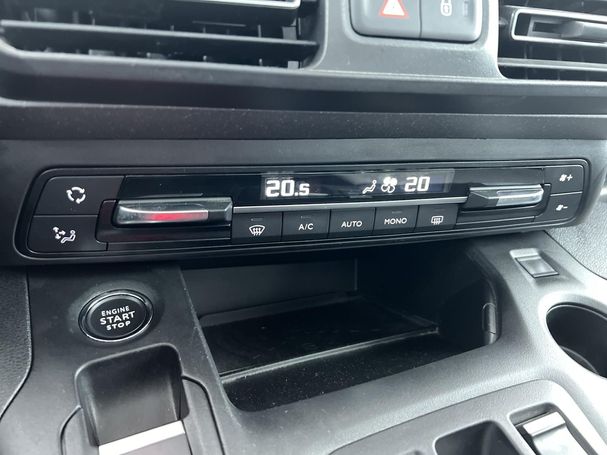 20.5 20
A/C AUTO MONO
ENGINE
START
STOP